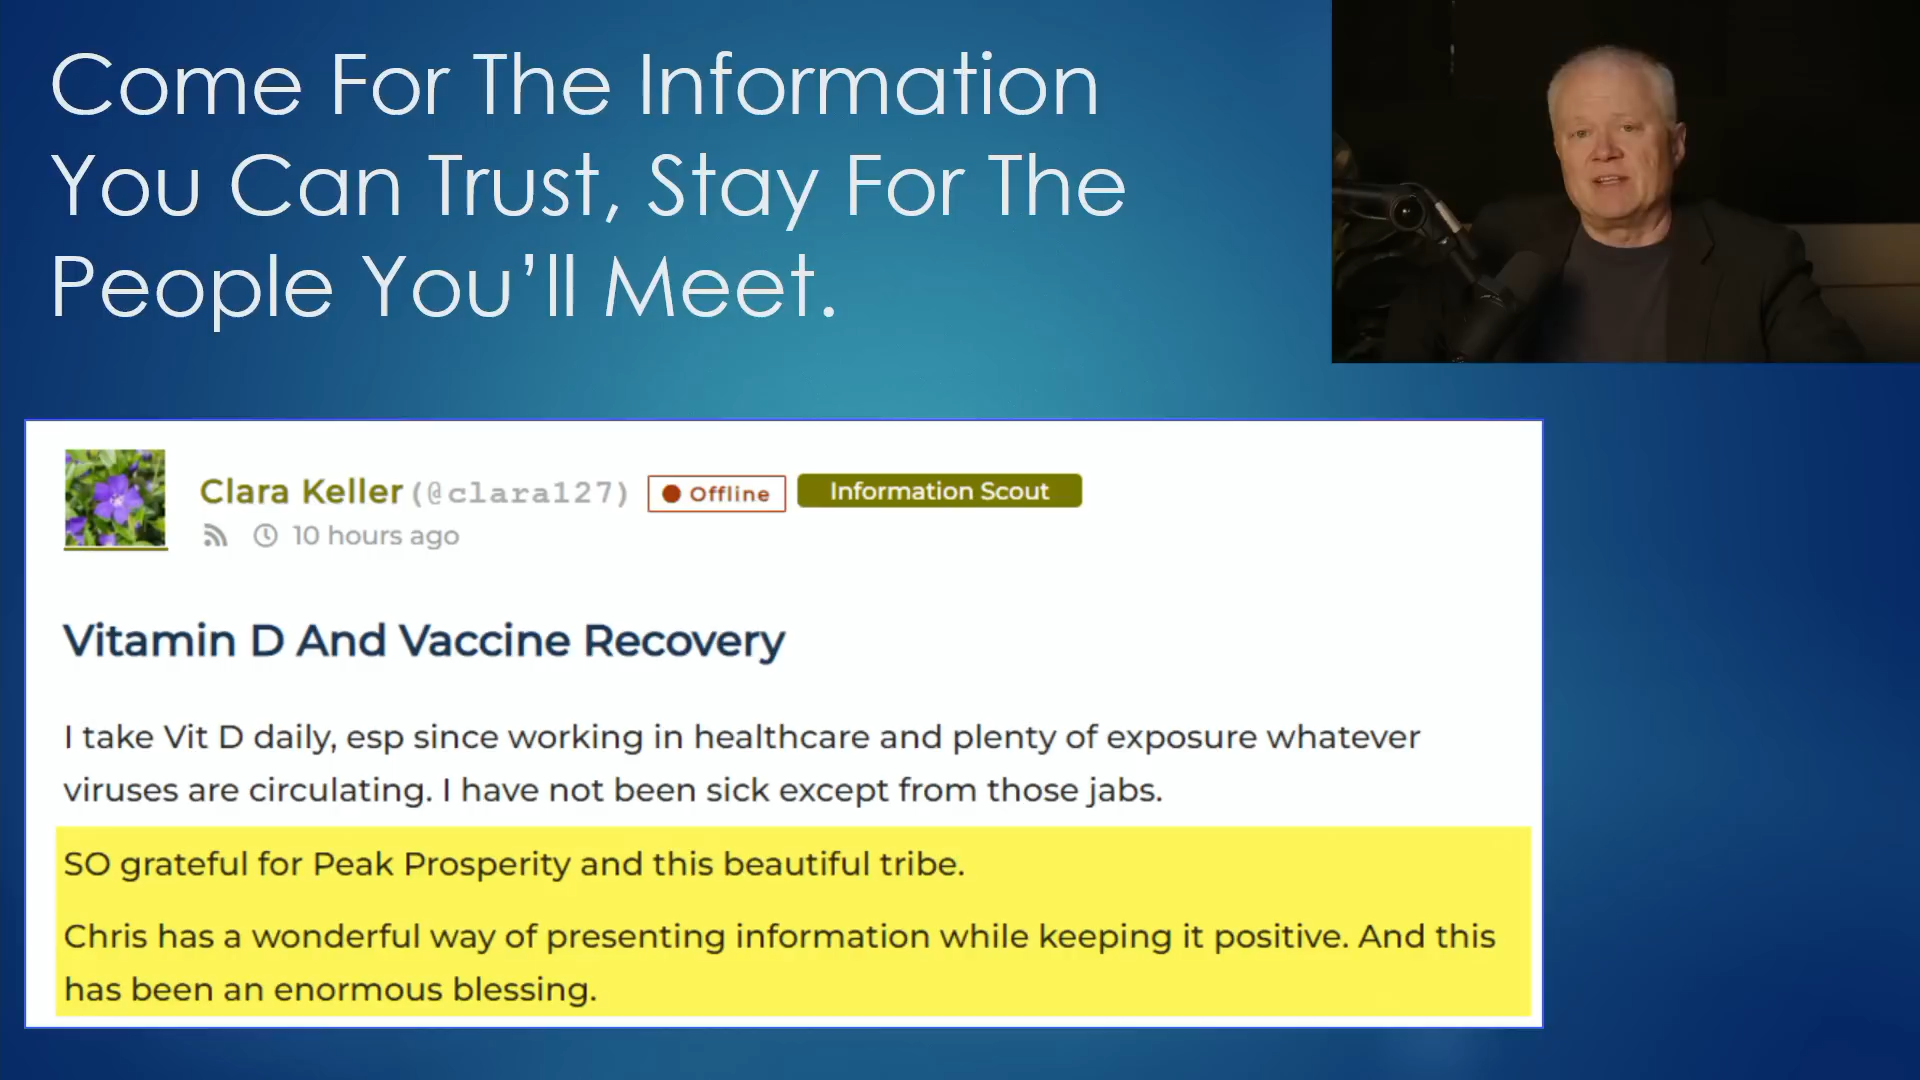 Come For The Information
You Can Trust, Stay For The
People You’ll Meet.
Clara Keller (@clara127) Offline Information Scout
10 hours ago
Vitamin D And Vaccine Recovery
I take Vit D daily, esp since working in healthcare and plenty of exposure whatever
viruses are circulating. I have not been sick except from those jabs.
SO grateful for Peak Prosperity and this beautiful tribe.
Chris has a wonderful way of presenting information while keeping it positive. And this
has been an enormous blessing.